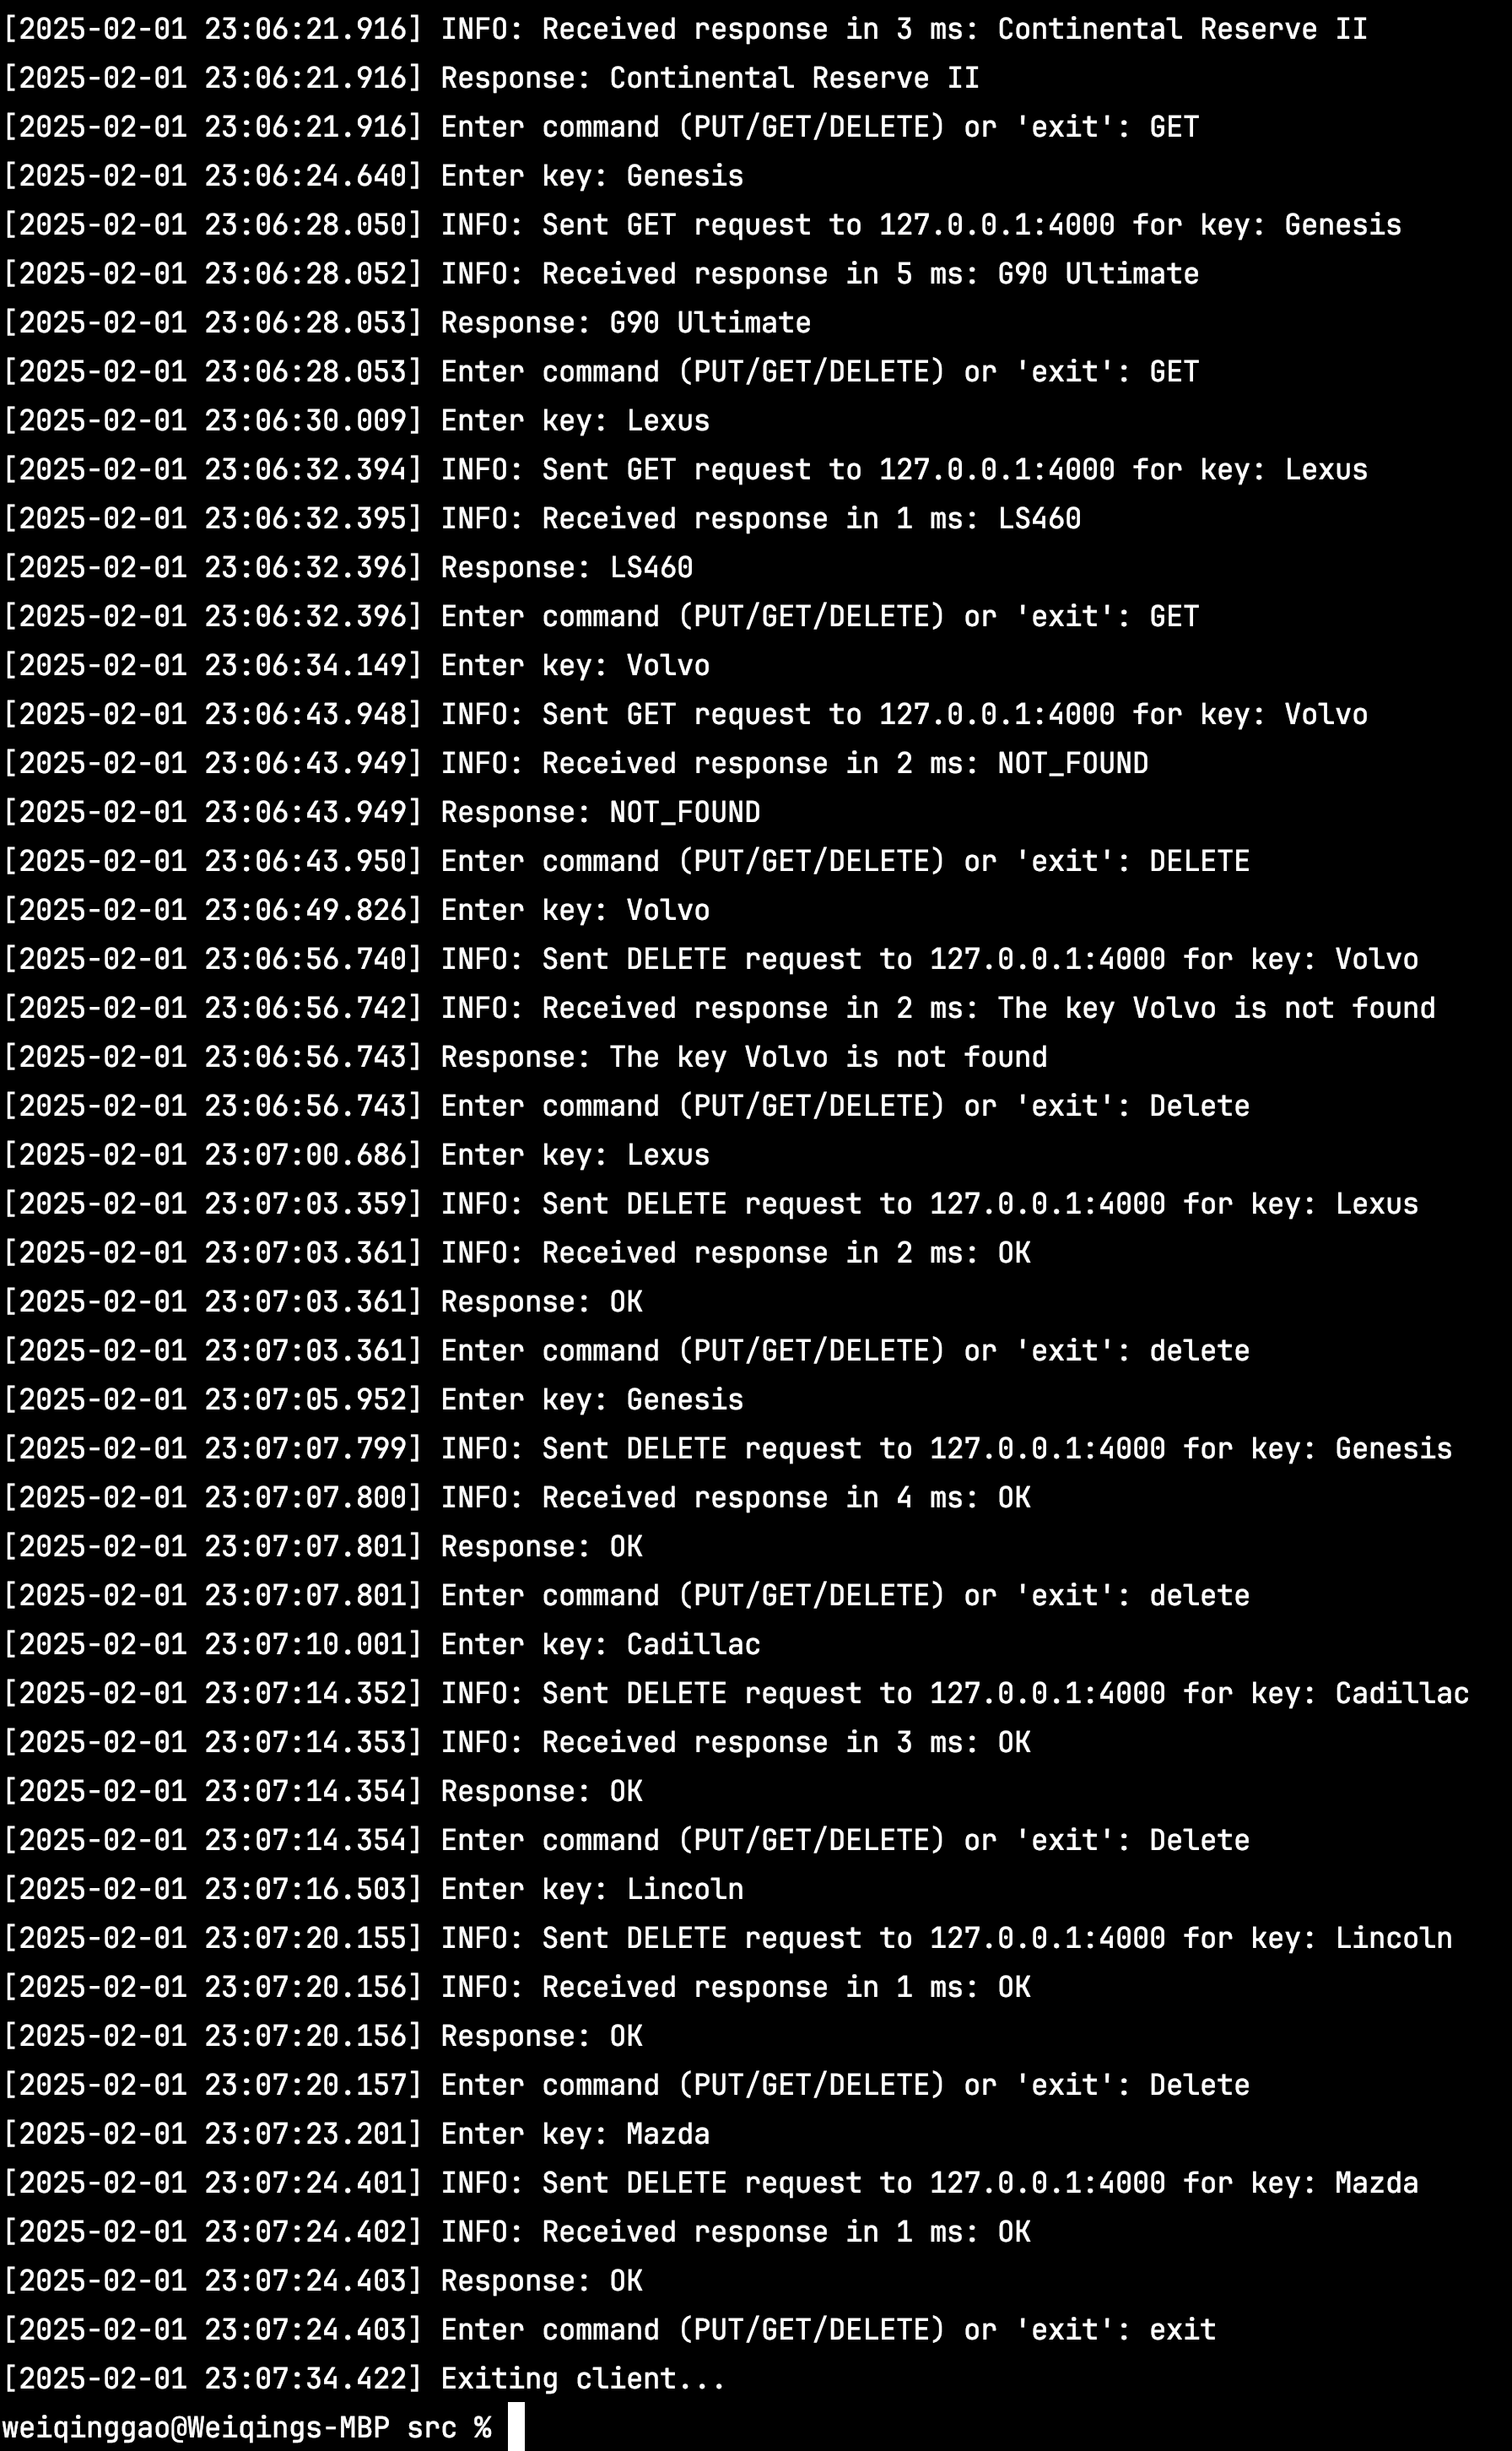 [2025-02-01 23:06:21.916] INFO: Received response in 3 ms: Continental Reserve II
[2025-02-01 23:06:21.916] Response: Continental Reserve II
[2025-02-01 23:06:21.916] Enter command (PUT/GET/DELETE) or 'exit': GET
[2025-02-01 23:06:24.640] Enter key: Genesis
[2025-02-01 23:06:28.050] INFO: Sent GET request to 127.0.0.1:4000 for key: Genesis
[2025-02-01 23:06:28.052] INFO: Received response in 5 ms: G90 Ultimate
[2025-02-01 23:06:28.053] Response: G90 Ultimate
[2025-02-01 23:06:28.053] Enter command (PUT/GET/DELETE) or 'exit': GET
[2025-02-01 23:06:30.009] Enter key: Lexus
[2025-02-01 23:06:32.394] INFO: Sent GET request to 127.0.0.1:4000 for key: Lexus
[2025-02-01 23:06:32.395] INFO: Received response in 1 ms: LS460
[2025-02-01 23:06:32.396] Response: LS460
[2025-02-01 23:06:32.396] Enter command (PUT/GET/DELETE) or 'exit': GET
[2025-02-01 23:06:34.149] Enter key: Volvo
[2025-02-01 23:06:43.948] INFO: Sent GET request to 127.0.0.1:4000 for key: Volvo
[2025-02-01 23:06:43.949] INFO: Received response in 2 ms: NOT_FOUND
[2025-02-01 23:06:43.949] Response: NOT_FOUND
[2025-02-01 23:06:43.950] Enter command (PUT/GET/DELETE) or 'exit': DELETE
[2025-02-01 23:06:49.826] Enter key: Volvo
[2025-02-01 23:06:56.740] INFO: Sent DELETE request to 127.0.0.1:4000 for key: Volvo
[2025-02-01 23:06:56.742] INFO: Received response in 2 ms: The key Volvo is not found
[2025-02-01 23:06:56.743] Response: The key Volvo is not found
[2025-02-01 23:06:56.743] Enter command (PUT/GET/DELETE) or 'exit': Delete
[2025-02-01 23:07:00.686] Enter key: Lexus
[2025-02-01 23:07:03.359] INFO: Sent DELETE request to 127.0.0.1:4000 for key: Lexus
[2025-02-01 23:07:03.361] INFO: Received response in 2 ms: OK
[2025-02-01 23:07:03.361] Response: OK
[2025-02-01 23:07:03.361] Enter command (PUT/GET/DELETE) or 'exit': delete
[2025-02-01 23:07:05.952] Enter key: Genesis
[2025-02-01 23:07:07.799] INFO: Sent DELETE request to 127.0.0.1:4000 for key: Genesis
[2025-02-01 23:07:07.800] INFO: Received response in 4 ms: OK
[2025-02-01 23:07:07.801] Response: OK
[2025-02-01 23:07:07.801] Enter command (PUT/GET/DELETE) or 'exit': delete
[2025-02-01 23:07:10.001] Enter key: Cadillac
[2025-02-01 23:07:14.352] INFO: Sent DELETE request to 127.0.0.1:4000 for key: Cadillac
[2025-02-01 23:07:14.353] INFO: Received response in 3 ms: OK
[2025-02-01 23:07:14.354] Response: OK
[2025-02-01 23:07:14.354] Enter command (PUT/GET/DELETE) or 'exit': Delete
[2025-02-01 23:07:16.503] Enter key: Lincoln
[2025-02-01 23:07:20.155] INFO: Sent DELETE request to 127.0.0.1:4000 for key: Lincoln
[2025-02-01 23:07:20.156] INFO: Received response in 1 ms: OK
[2025-02-01 23:07:20.156] Response: OK
[2025-02-01 23:07:20.157] Enter command (PUT/GET/DELETE) or 'exit': Delete
[2025-02-01 23:07:23.201] Enter key: Mazda
[2025-02-01 23:07:24.401] INFO: Sent DELETE request to 127.0.0.1:4000 for key: Mazda
[2025-02-01 23:07:24.402] INFO: Received response in 1 ms: OK
[2025-02-01 23:07:24.403] Response: OK
[2025-02-01 23:07:24.403] Enter command (PUT/GET/DELETE) or 'exit': exit
[2025-02-01 23:07:34.422] Exiting client...
weiqinggao@Weiqings-MBP src %